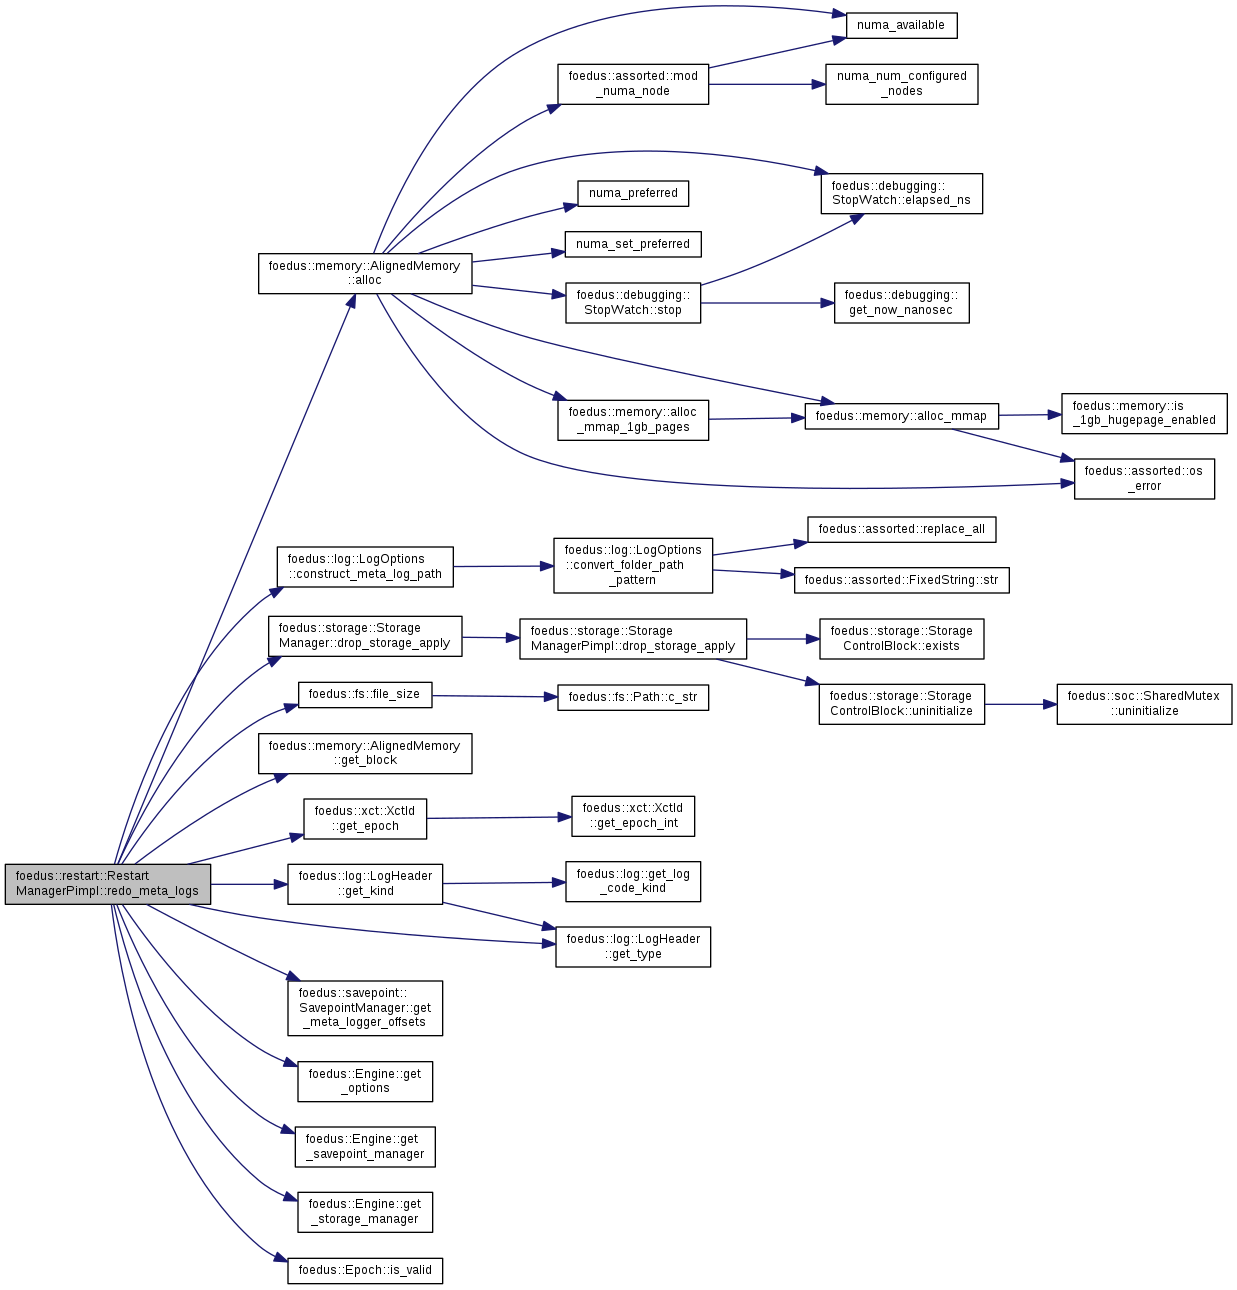 numa_available
foedus::assorted::mod
_numa_node
numa_num_configured
_nodes
foedus::debugging::
StopWatch::elapsed_ns
numa_preferred
numa_set_preferred
foedus::memory::AlignedMemory
::alloc
foedus::debugging::
StopWatch::stop
foedus::debugging::
get_now_nanosec
foedus::memory::alloc
_mmap_1gb_pages
foedus::memory::alloc_mmap
foedus::memory::is
_1gb_hugepage_enabled
foedus::assorted::os
_error
foedus::log::LogOptions
::construct_meta_log_path
foedus::log::LogOptions
::convert_folder_path
_pattern
foedus::assorted::replace_all
foedus::assorted::FixedString::str
foedus::storage::Storage
Manager::drop_storage_apply
foedus::storage::Storage
ManagerPimpl::drop_storage_apply
foedus::storage::Storage
ControlBlock::exists
foedus::fs::file_size
foedus::fs::Path::c_str
foedus::storage::Storage
ControlBlock::uninitialize
foedus::soc::SharedMutex
::uninitialize
foedus::memory::AlignedMemory
::get_block
foedus::xct::XctId
::get_epoch
foedus::xct::XctId
::get_epoch_int
foedus::restart::Restart
ManagerPimpl::redo_meta_logs
foedus::log::LogHeader
::get_kind
foedus::log::get_log
_code_kind
foedus::log::LogHeader
::get_type
foedus::savepoint::
SavepointManager::get
_meta_logger_offsets
foedus::Engine::get
_options
foedus::Engine::get
_savepoint_manager
foedus::Engine::get
_storage_manager
foedus::Epoch::is_valid